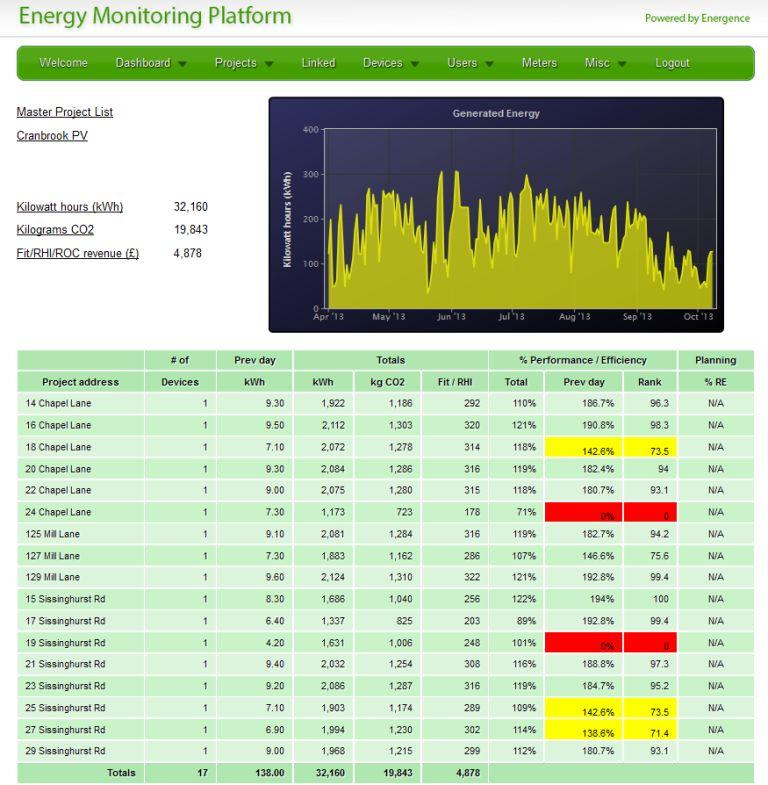 Energy Monitoring Platform
Powered by Energence
Welcome Dashboard Projects Linked Devices Users Meters Misc Logout
Master Project List
Cranbrook PV
Kilowatt hours (kWh) 32,160
Kilograms CO2 19,843
Fit/RHI/ROC revenue (£) 4,878
Generated Energy
Kilowatt hours (kWh)
400
300
200
100
0
Apr '13 May '13 Jun '13 Jul '13 Aug '13 Sep '13 Oct '13
# of Prev day Totals % Performance / Efficiency Planning
Project address Devices kWh kWh kg CO2 Fit / RHI Total Prev day Rank % RE
14 Chapel Lane 1 9.30 1,922 1,186 292 110% 186.7% 96.3 N/A
16 Chapel Lane 1 9.50 2,112 1,303 320 121% 190.8% 98.3 N/A
18 Chapel Lane 1 7.10 2,072 1,278 314 118% 142.6% 73.5 N/A
20 Chapel Lane 1 9.30 2,084 1,286 316 119% 182.4% 94 N/A
22 Chapel Lane 1 9.00 2,075 1,280 315 118% 180.7% 93.1 N/A
24 Chapel Lane 1 7.30 1,173 723 178 71% 0% 0 N/A
125 Mill Lane 1 9.10 2,081 1,284 316 119% 182.7% 94.2 N/A
127 Mill Lane 1 7.30 1,883 1,162 286 107% 146.6% 75.6 N/A
129 Mill Lane 1 9.60 2,124 1,310 322 121% 192.8% 99.4 N/A
15 Sissinghurst Rd 1 8.30 1,686 1,040 256 122% 194% 100 N/A
17 Sissinghurst Rd 1 6.40 1,337 825 203 89% 192.8% 99.4 N/A
19 Sissinghurst Rd 1 4.20 1,631 1,006 248 101% 0% 0 N/A
21 Sissinghurst Rd 1 9.40 2,032 1,254 308 116% 188.8% 97.3 N/A
23 Sissinghurst Rd 1 9.20 2,086 1,287 316 119% 184.7% 95.2 N/A
25 Sissinghurst Rd 1 7.10 1,903 1,174 289 109% 142.6% 73.5 N/A
27 Sissinghurst Rd 1 6.90 1,994 1,230 302 114% 138.6% 71.4 N/A
29 Sissinghurst Rd 1 9.00 1,968 1,215 299 112% 180.7% 93.1 N/A
Totals 17 138.00 32,160 19,843 4,878